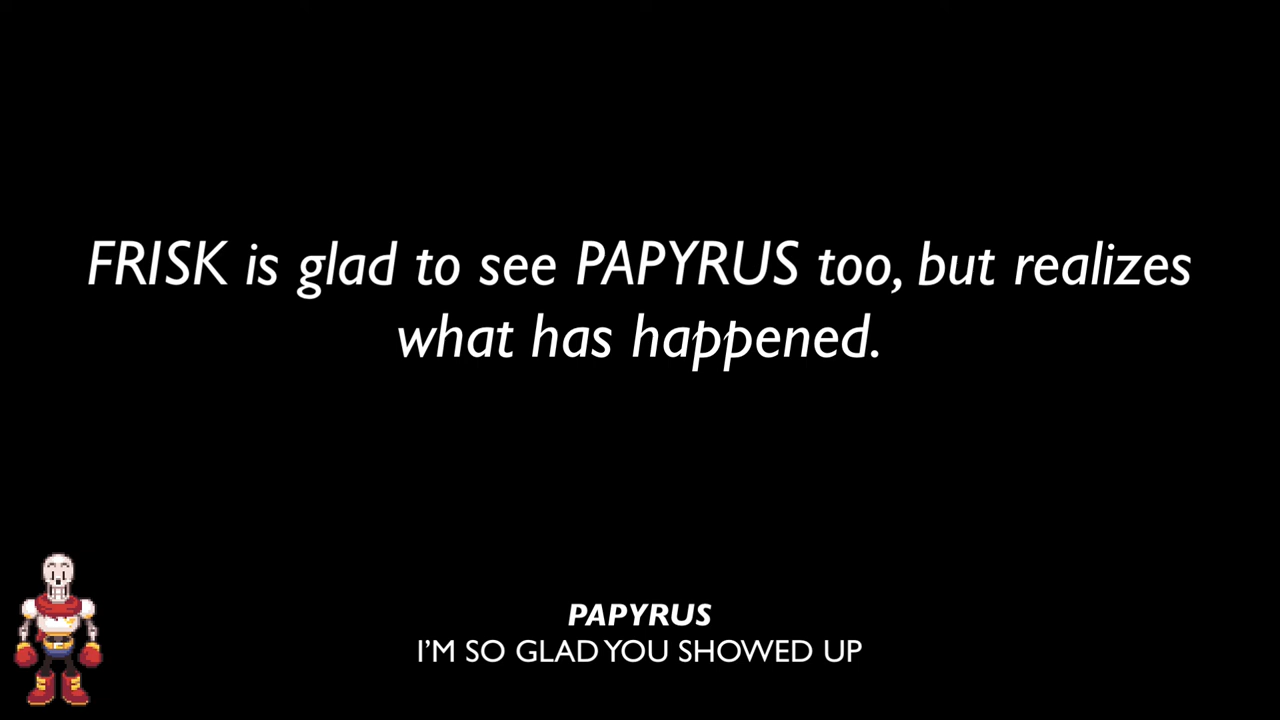 FRISK is glad to see PAPYRUS too, but realizes
what has happened.
PAPYRUS
I'M SO GLAD YOU SHOWED UP